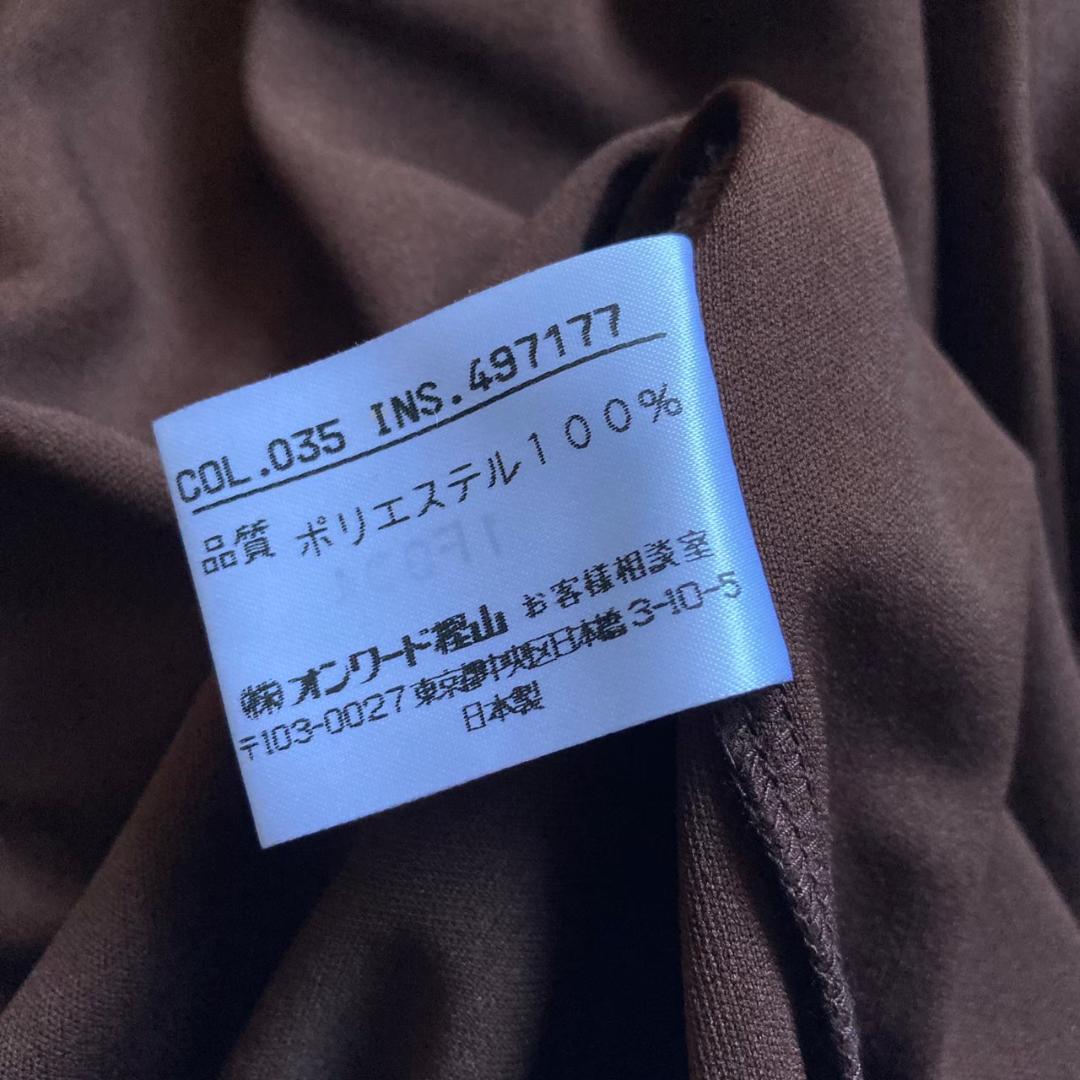 COL.035 INS.497177
品質 ポリエステル100%
㈱オンワード樫山 お客様相談室
〒103-0027 東京都中央区日本橋3-10-5
日本製